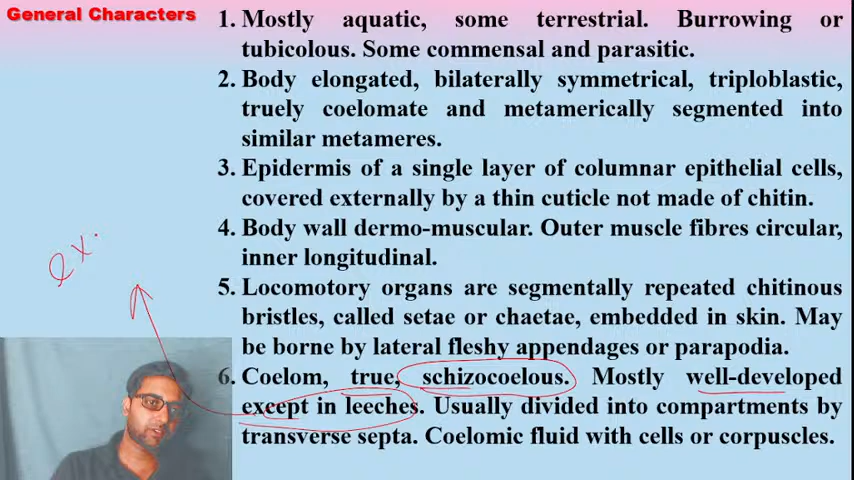 General Characters
1. Mostly aquatic, some terrestrial. Burrowing or
tubicolous. Some commensal and parasitic.
2. Body elongated, bilaterally symmetrical, triploblastic,
truely coelomate and metamerically segmented into
similar metameres.
3. Epidermis of a single layer of columnar epithelial cells,
covered externally by a thin cuticle not made of chitin.
4. Body wall dermo-muscular. Outer muscle fibres circular,
inner longitudinal.
5. Locomotory organs are segmentally repeated chitinous
bristles, called setae or chaetae, embedded in skin. May
be borne by lateral fleshy appendages or parapodia.
6. Coelom, true, schizocoelous. Mostly well-developed
except in leeches. Usually divided into compartments by
transverse septa. Coelomic fluid with cells or corpuscles.
ex.